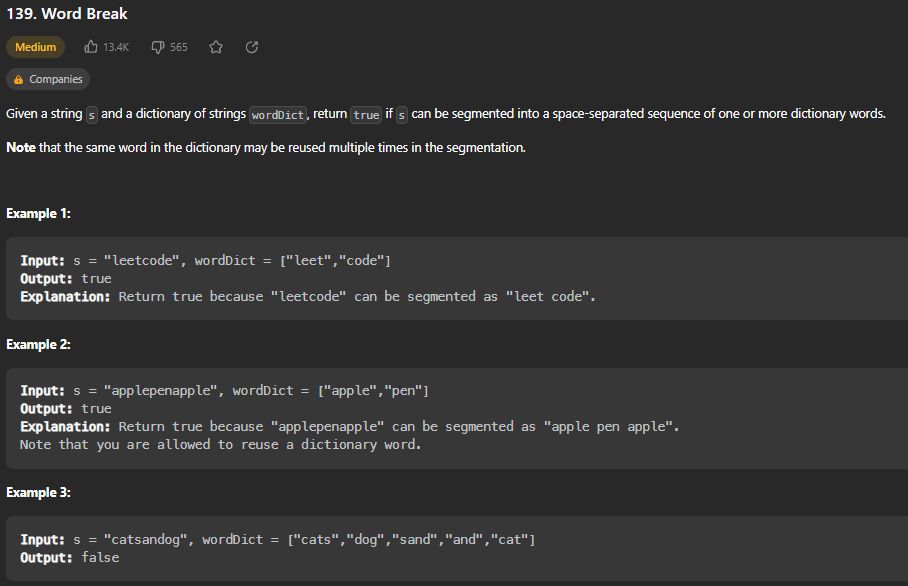 139. Word Break
Medium 13.4K 565
Companies
Given a string s and a dictionary of strings wordDict, return true if s can be segmented into a space-separated sequence of one or more dictionary words.
Note that the same word in the dictionary may be reused multiple times in the segmentation.
Example 1:
Input: s = "leetcode", wordDict = ["leet","code"]
Output: true
Explanation: Return true because "leetcode" can be segmented as "leet code".
Example 2:
Input: s = "applepenapple", wordDict = ["apple","pen"]
Output: true
Explanation: Return true because "applepenapple" can be segmented as "apple pen apple".
Note that you are allowed to reuse a dictionary word.
Example 3:
Input: s = "catsandog", wordDict = ["cats","dog","sand","and","cat"]
Output: false